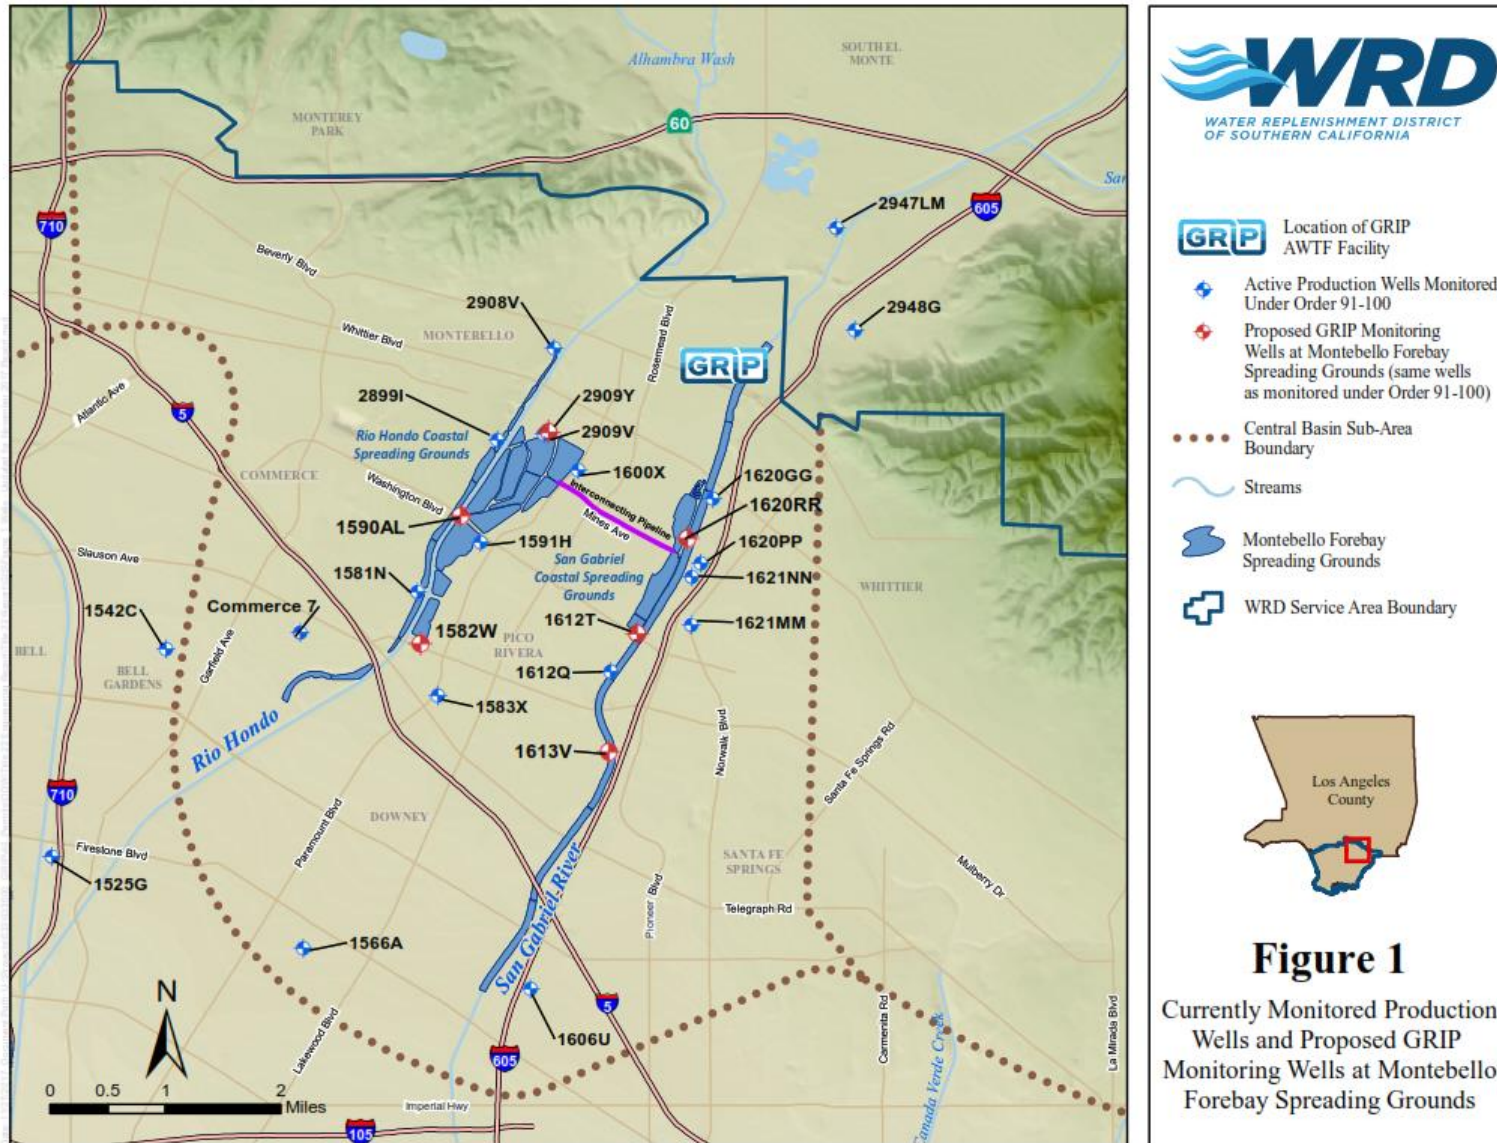 Alhambra Wash
SOUTH EL
MONTE
MONTEREY
PARK
60
San
2947LM
605
710
Beverly Blvd
2908V
2948G
Whittier Blvd
MONTEBELLO
Rosemead Blvd
GRIP
2899I
2909Y
Atlantic Ave
5
Rio Hondo Coastal
Spreading Grounds
2909V
COMMERCE
1600X
1620GG
Washington Blvd
Interconnecting Pipeline
1620RR
1590AL
Mines Ave
1591H
1620PP
Slauson Ave
San Gabriel
Coastal Spreading
Grounds
1621NN
1581N
WHITTIER
1542C
Commerce 7
1582W
1612T
1621MM
Garfield Ave
PICO
RIVERA
BELL
BELL
GARDENS
1612Q
1583X
Rio Hondo
1613V
Norwalk Blvd
Santa Fe Springs Rd
710
Paramount Blvd
DOWNEY
Firestone Blvd
SANTA FE
SPRINGS
Mulberry Dr
1525G
San Gabriel River
Pioneer Blvd
Telegraph Rd
1566A
N
5
Lakewood Blvd
1606U
Carmenita Rd
La Mirada Blvd
605
Canada Verde Creek
0 0.5 1 2
Miles
Imperial Hwy
105
WRD
WATER REPLENISHMENT DISTRICT
OF SOUTHERN CALIFORNIA
GRIP
Location of GRIP
AWTF Facility
Active Production Wells Monitored
Under Order 91-100
Proposed GRIP Monitoring
Wells at Montebello Forebay
Spreading Grounds (same wells
as monitored under Order 91-100)
Central Basin Sub-Area
Boundary
Streams
Montebello Forebay
Spreading Grounds
WRD Service Area Boundary
Los Angeles
County
Figure 1
Currently Monitored Production
Wells and Proposed GRIP
Monitoring Wells at Montebello
Forebay Spreading Grounds